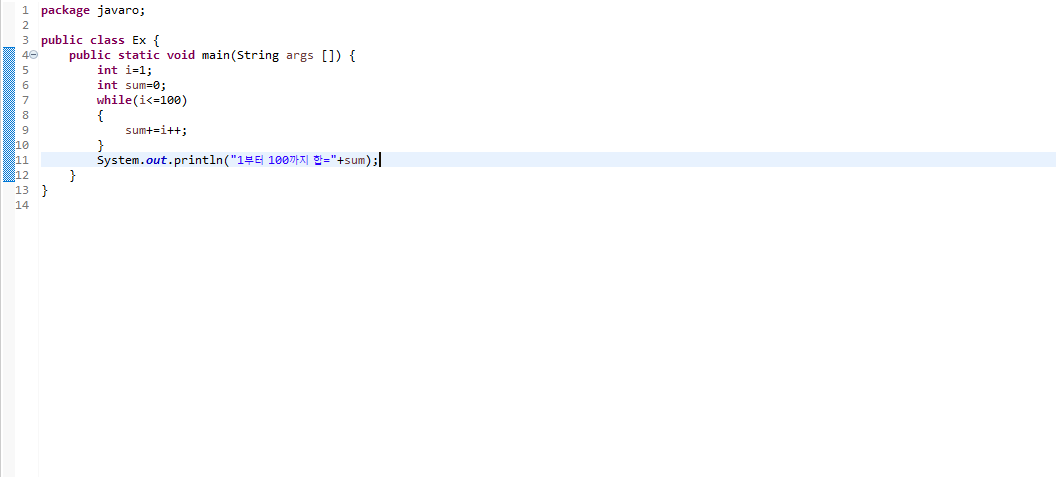 1 package javaro;
2
3 public class Ex {
4 public static void main(String args []) {
5 int i=1;
6 int sum=0;
7 while(i<=100)
8 {
9 sum+=i++;
10 }
11 System.out.println("1부터 100까지 합="+sum);
12 }
13 }
14